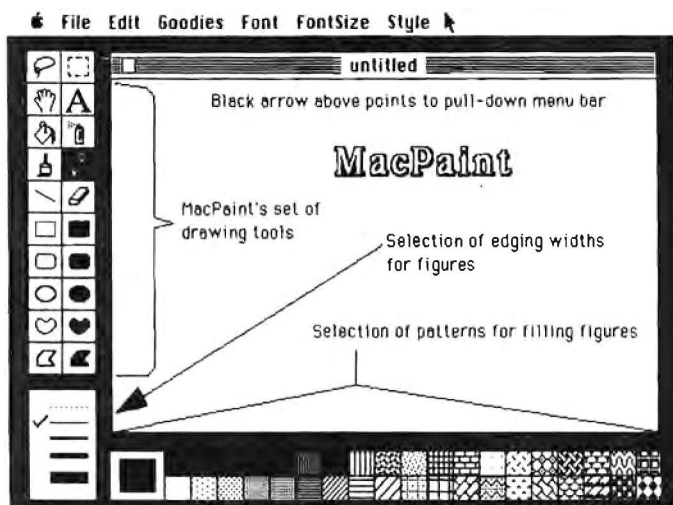 File Edit Goodies Font FontSize Style
untitled
Black arrow above points to pull-down menu bar
A
MacPaint
MacPaint's set of
drawing tools
Selection of edging widths
for figures
Selection of patterns for filling figures